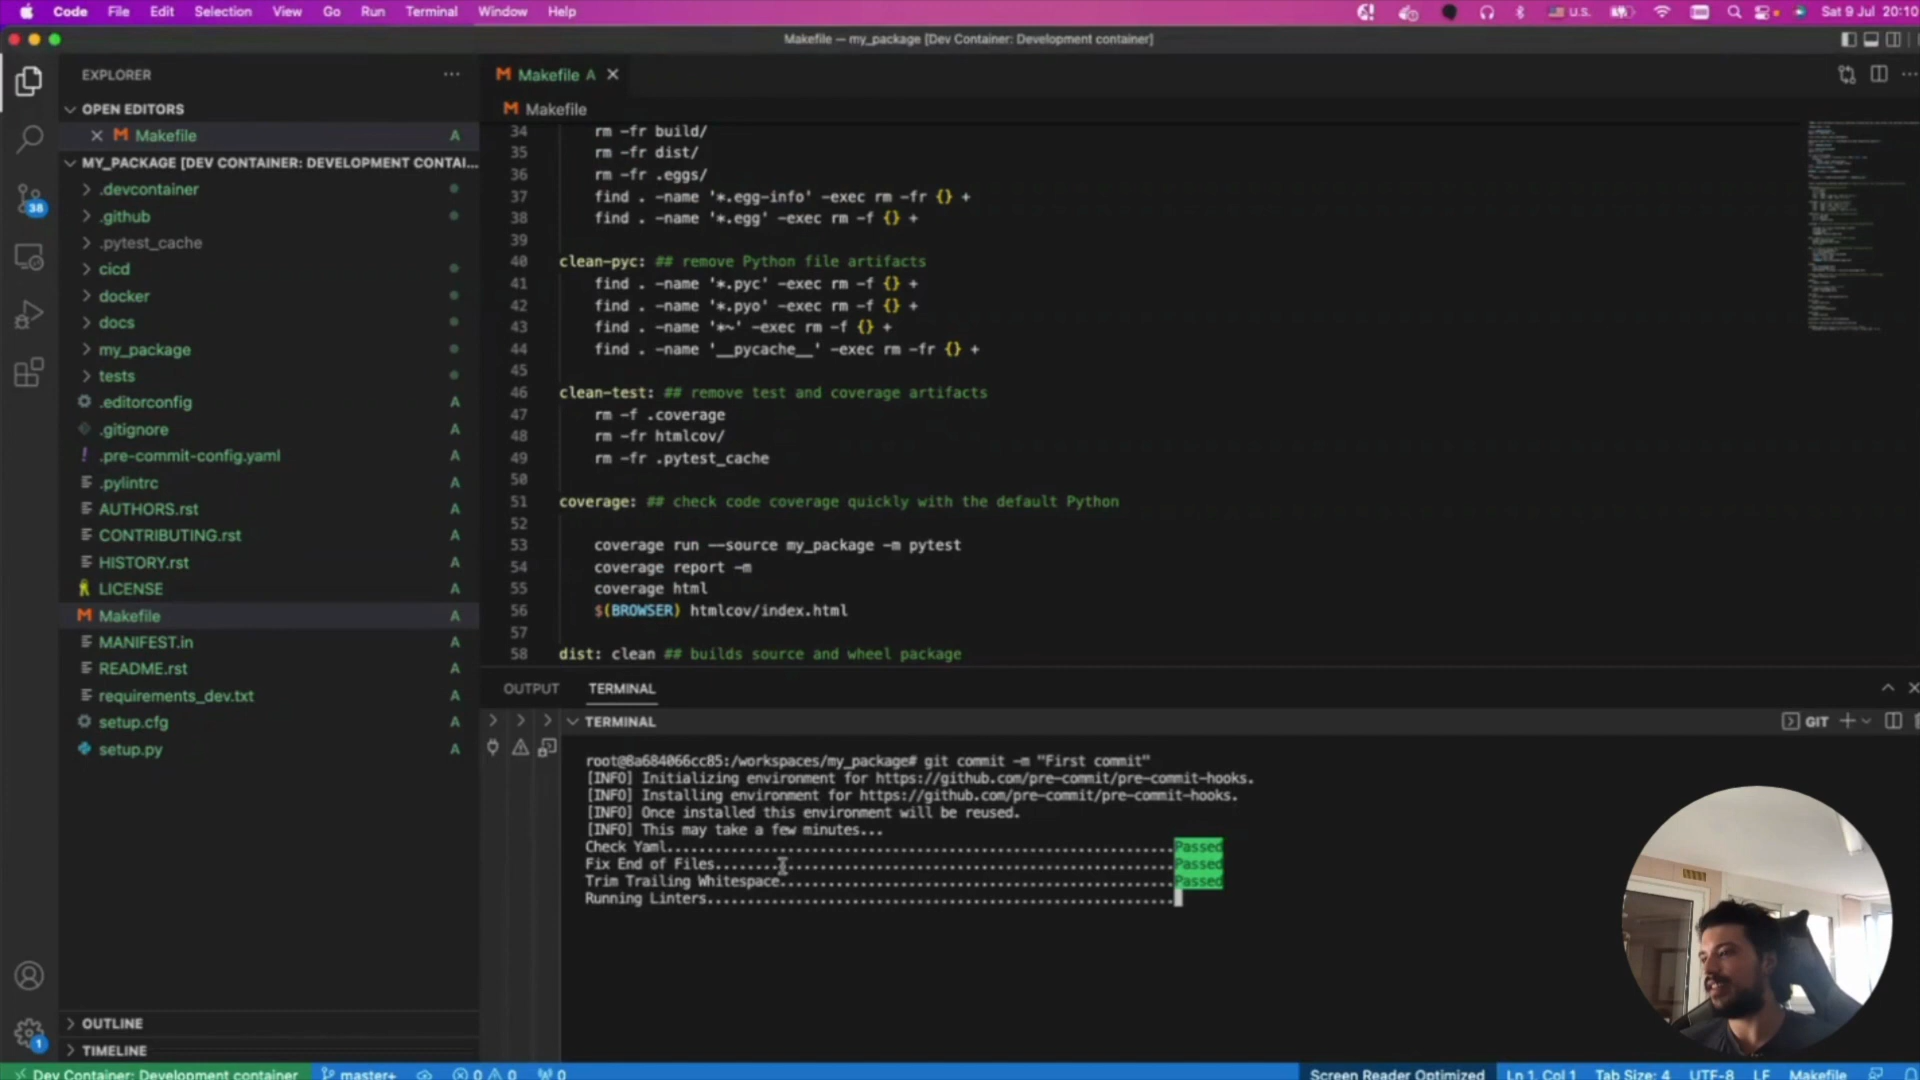 Code File Edit Selection View Go Run Terminal Window Help
U.S. Sat 9 Jul 20:10
Makefile — my_package [Dev Container: Development container]
EXPLORER
OPEN EDITORS
Makefile A
MY_PACKAGE [DEV CONTAINER: DEVELOPMENT CONTAI...
.devcontainer
.github
.pytest_cache
cicd
docker
docs
my_package
tests
.editorconfig A
.gitignore A
.pre-commit-config.yaml A
.pylintrc A
AUTHORS.rst A
CONTRIBUTING.rst A
HISTORY.rst A
LICENSE A
Makefile A
MANIFEST.in A
README.rst A
requirements_dev.txt A
setup.cfg A
setup.py A
OUTLINE
TIMELINE
38
1
Makefile A
Makefile
34 rm -fr build/
35 rm -fr dist/
36 rm -fr .eggs/
37 find . -name '*.egg-info' -exec rm -fr {} +
38 find . -name '*.egg' -exec rm -f {} +
39
40 clean-pyc: ## remove Python file artifacts
41 find . -name '*.pyc' -exec rm -f {} +
42 find . -name '*.pyo' -exec rm -f {} +
43 find . -name '*~' -exec rm -f {} +
44 find . -name '__pycache__' -exec rm -fr {} +
45
46 clean-test: ## remove test and coverage artifacts
47 rm -f .coverage
48 rm -fr htmlcov/
49 rm -fr .pytest_cache
50
51 coverage: ## check code coverage quickly with the default Python
52
53 coverage run --source my_package -m pytest
54 coverage report -m
55 coverage html
56 $(BROWSER) htmlcov/index.html
57
58 dist: clean ## builds source and wheel package
OUTPUT TERMINAL
TERMINAL
GIT
root@8a684066cc85:/workspaces/my_package# git commit -m "First commit"
[INFO] Initializing environment for https://github.com/pre-commit/pre-commit-hooks.
[INFO] Installing environment for https://github.com/pre-commit/pre-commit-hooks.
[INFO] Once installed this environment will be reused.
[INFO] This may take a few minutes...
Check Yaml...............................................................Passed
Fix End of Files.........................................................Passed
Trim Trailing Whitespace.................................................Passed
Running Linters..........................................................
Dev Container: Development container master+ 0 0 0
Screen Reader Optimized Ln 1, Col 1 Tab Size: 4 UTF-8 LF Makefile